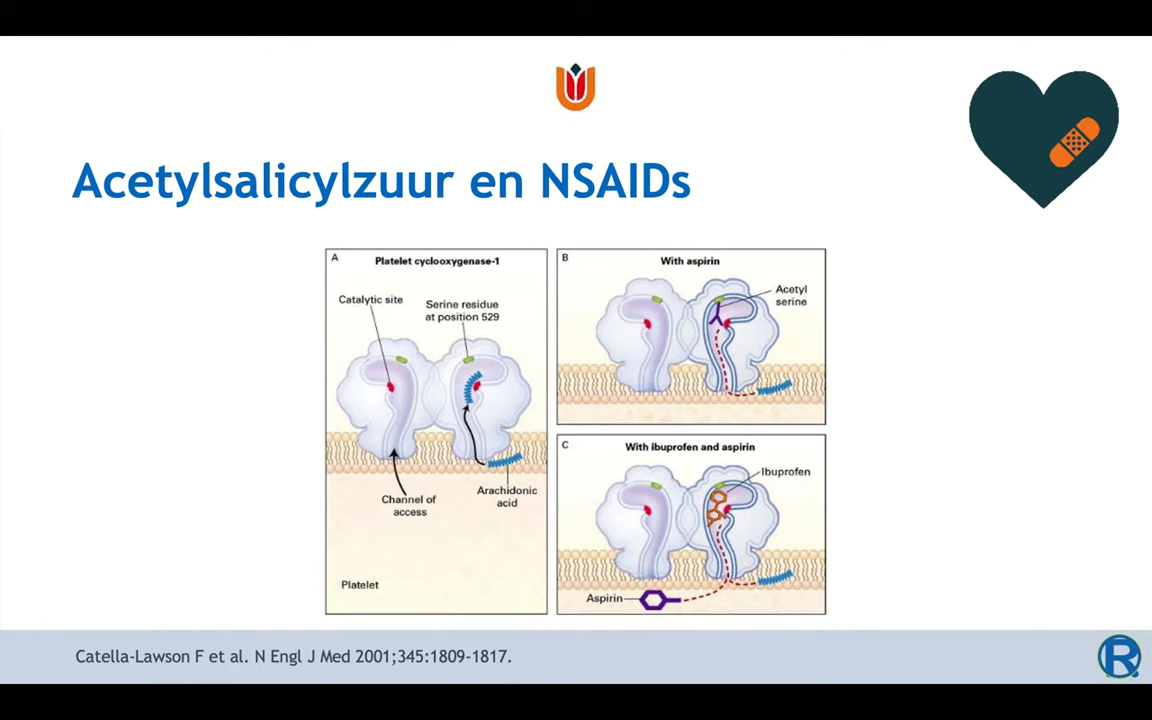 Acetylsalicylzuur en NSAIDs
A
Platelet cyclooxygenase-1
Catalytic site
Serine residue
at position 529
Channel of
access
Arachidonic
acid
Platelet
B
With aspirin
Acetyl
serine
C
With ibuprofen and aspirin
Ibuprofen
Aspirin
Catella-Lawson F et al. N Engl J Med 2001;345:1809-1817.
R